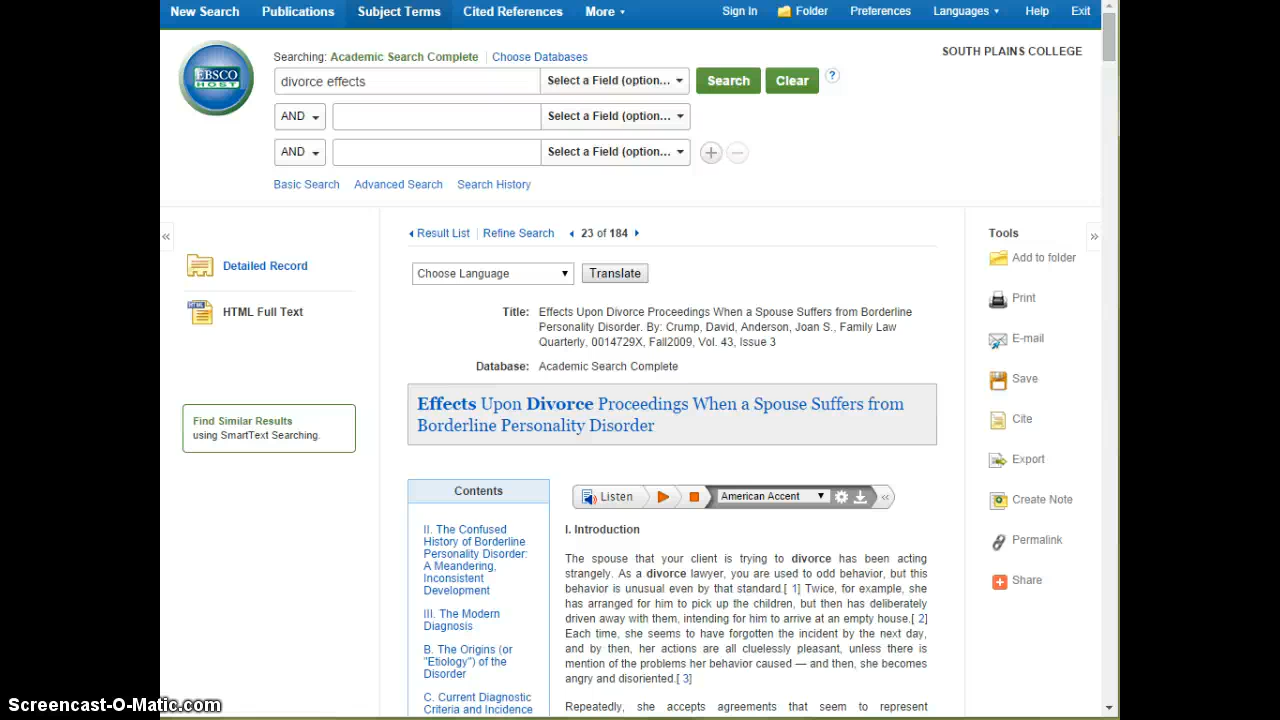 New Search Publications Subject Terms Cited References More Sign In Folder Preferences Languages Help Exit
SOUTH PLAINS COLLEGE
Searching: Academic Search Complete Choose Databases
EBSCO
HOST
divorce effects Select a Field (option... Search Clear ?
AND Select a Field (option...
AND Select a Field (option...
Basic Search Advanced Search Search History
« »
Result List Refine Search 23 of 184
Detailed Record
HTML Full Text
Find Similar Results
using SmartText Searching.
Choose Language Translate
Title: Effects Upon Divorce Proceedings When a Spouse Suffers from Borderline
Personality Disorder. By: Crump, David, Anderson, Joan S., Family Law
Quarterly, 0014729X, Fall2009, Vol. 43, Issue 3
Database: Academic Search Complete
Effects Upon Divorce Proceedings When a Spouse Suffers from
Borderline Personality Disorder
Contents
II. The Confused
History of Borderline
Personality Disorder:
A Meandering,
Inconsistent
Development
III. The Modern
Diagnosis
B. The Origins (or
"Etiology") of the
Disorder
C. Current Diagnostic
Criteria and Incidence
Listen American Accent «
I. Introduction
The spouse that your client is trying to divorce has been acting
strangely. As a divorce lawyer, you are used to odd behavior, but this
behavior is unusual even by that standard.[ 1] Twice, for example, she
has arranged for him to pick up the children, but then has deliberately
driven away with them, intending for him to arrive at an empty house.[ 2]
Each time, she seems to have forgotten the incident by the next day,
and by then, her actions are all cluelessly pleasant, unless there is
mention of the problems her behavior caused — and then, she becomes
angry and disoriented.[ 3]
Repeatedly, she accepts agreements that seem to represent
Tools
Add to folder
Print
E-mail
Save
Cite
Export
Create Note
Permalink
Share
Screencast-O-Matic.com